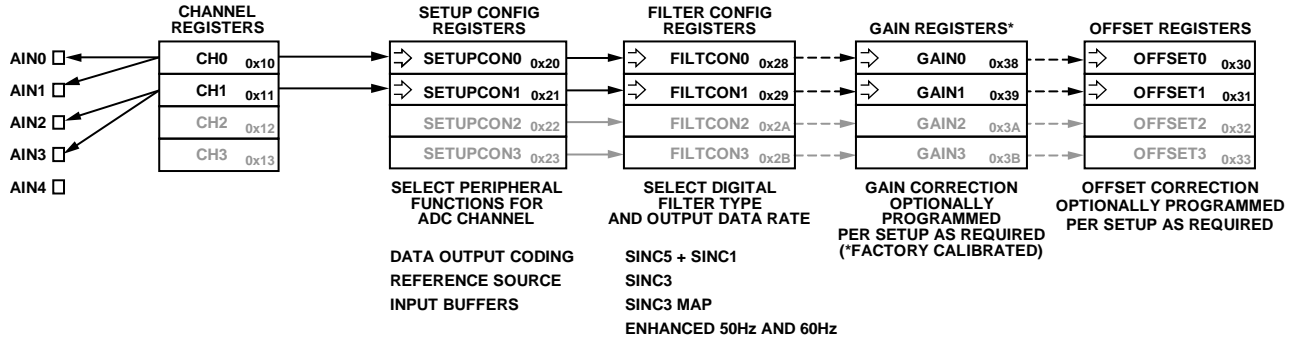 CHANNEL
REGISTERS
SETUP CONFIG
REGISTERS
FILTER CONFIG
REGISTERS
GAIN REGISTERS*
OFFSET REGISTERS
AIN0
CH0 0x10
SETUPCON0 0x20
FILTCON0 0x28
GAIN0 0x38
OFFSET0 0x30
AIN1
CH1 0x11
SETUPCON1 0x21
FILTCON1 0x29
GAIN1 0x39
OFFSET1 0x31
AIN2
CH2 0x12
SETUPCON2 0x22
FILTCON2 0x2A
GAIN2 0x3A
OFFSET2 0x32
AIN3
CH3 0x13
SETUPCON3 0x23
FILTCON3 0x2B
GAIN3 0x3B
OFFSET3 0x33
AIN4
SELECT PERIPHERAL
FUNCTIONS FOR
ADC CHANNEL
SELECT DIGITAL
FILTER TYPE
AND OUTPUT DATA RATE
GAIN CORRECTION
OPTIONALLY
PROGRAMMED
PER SETUP AS REQUIRED
(*FACTORY CALIBRATED)
OFFSET CORRECTION
OPTIONALLY PROGRAMMED
PER SETUP AS REQUIRED
DATA OUTPUT CODING
REFERENCE SOURCE
INPUT BUFFERS
SINC5 + SINC1
SINC3
SINC3 MAP
ENHANCED 50Hz AND 60Hz